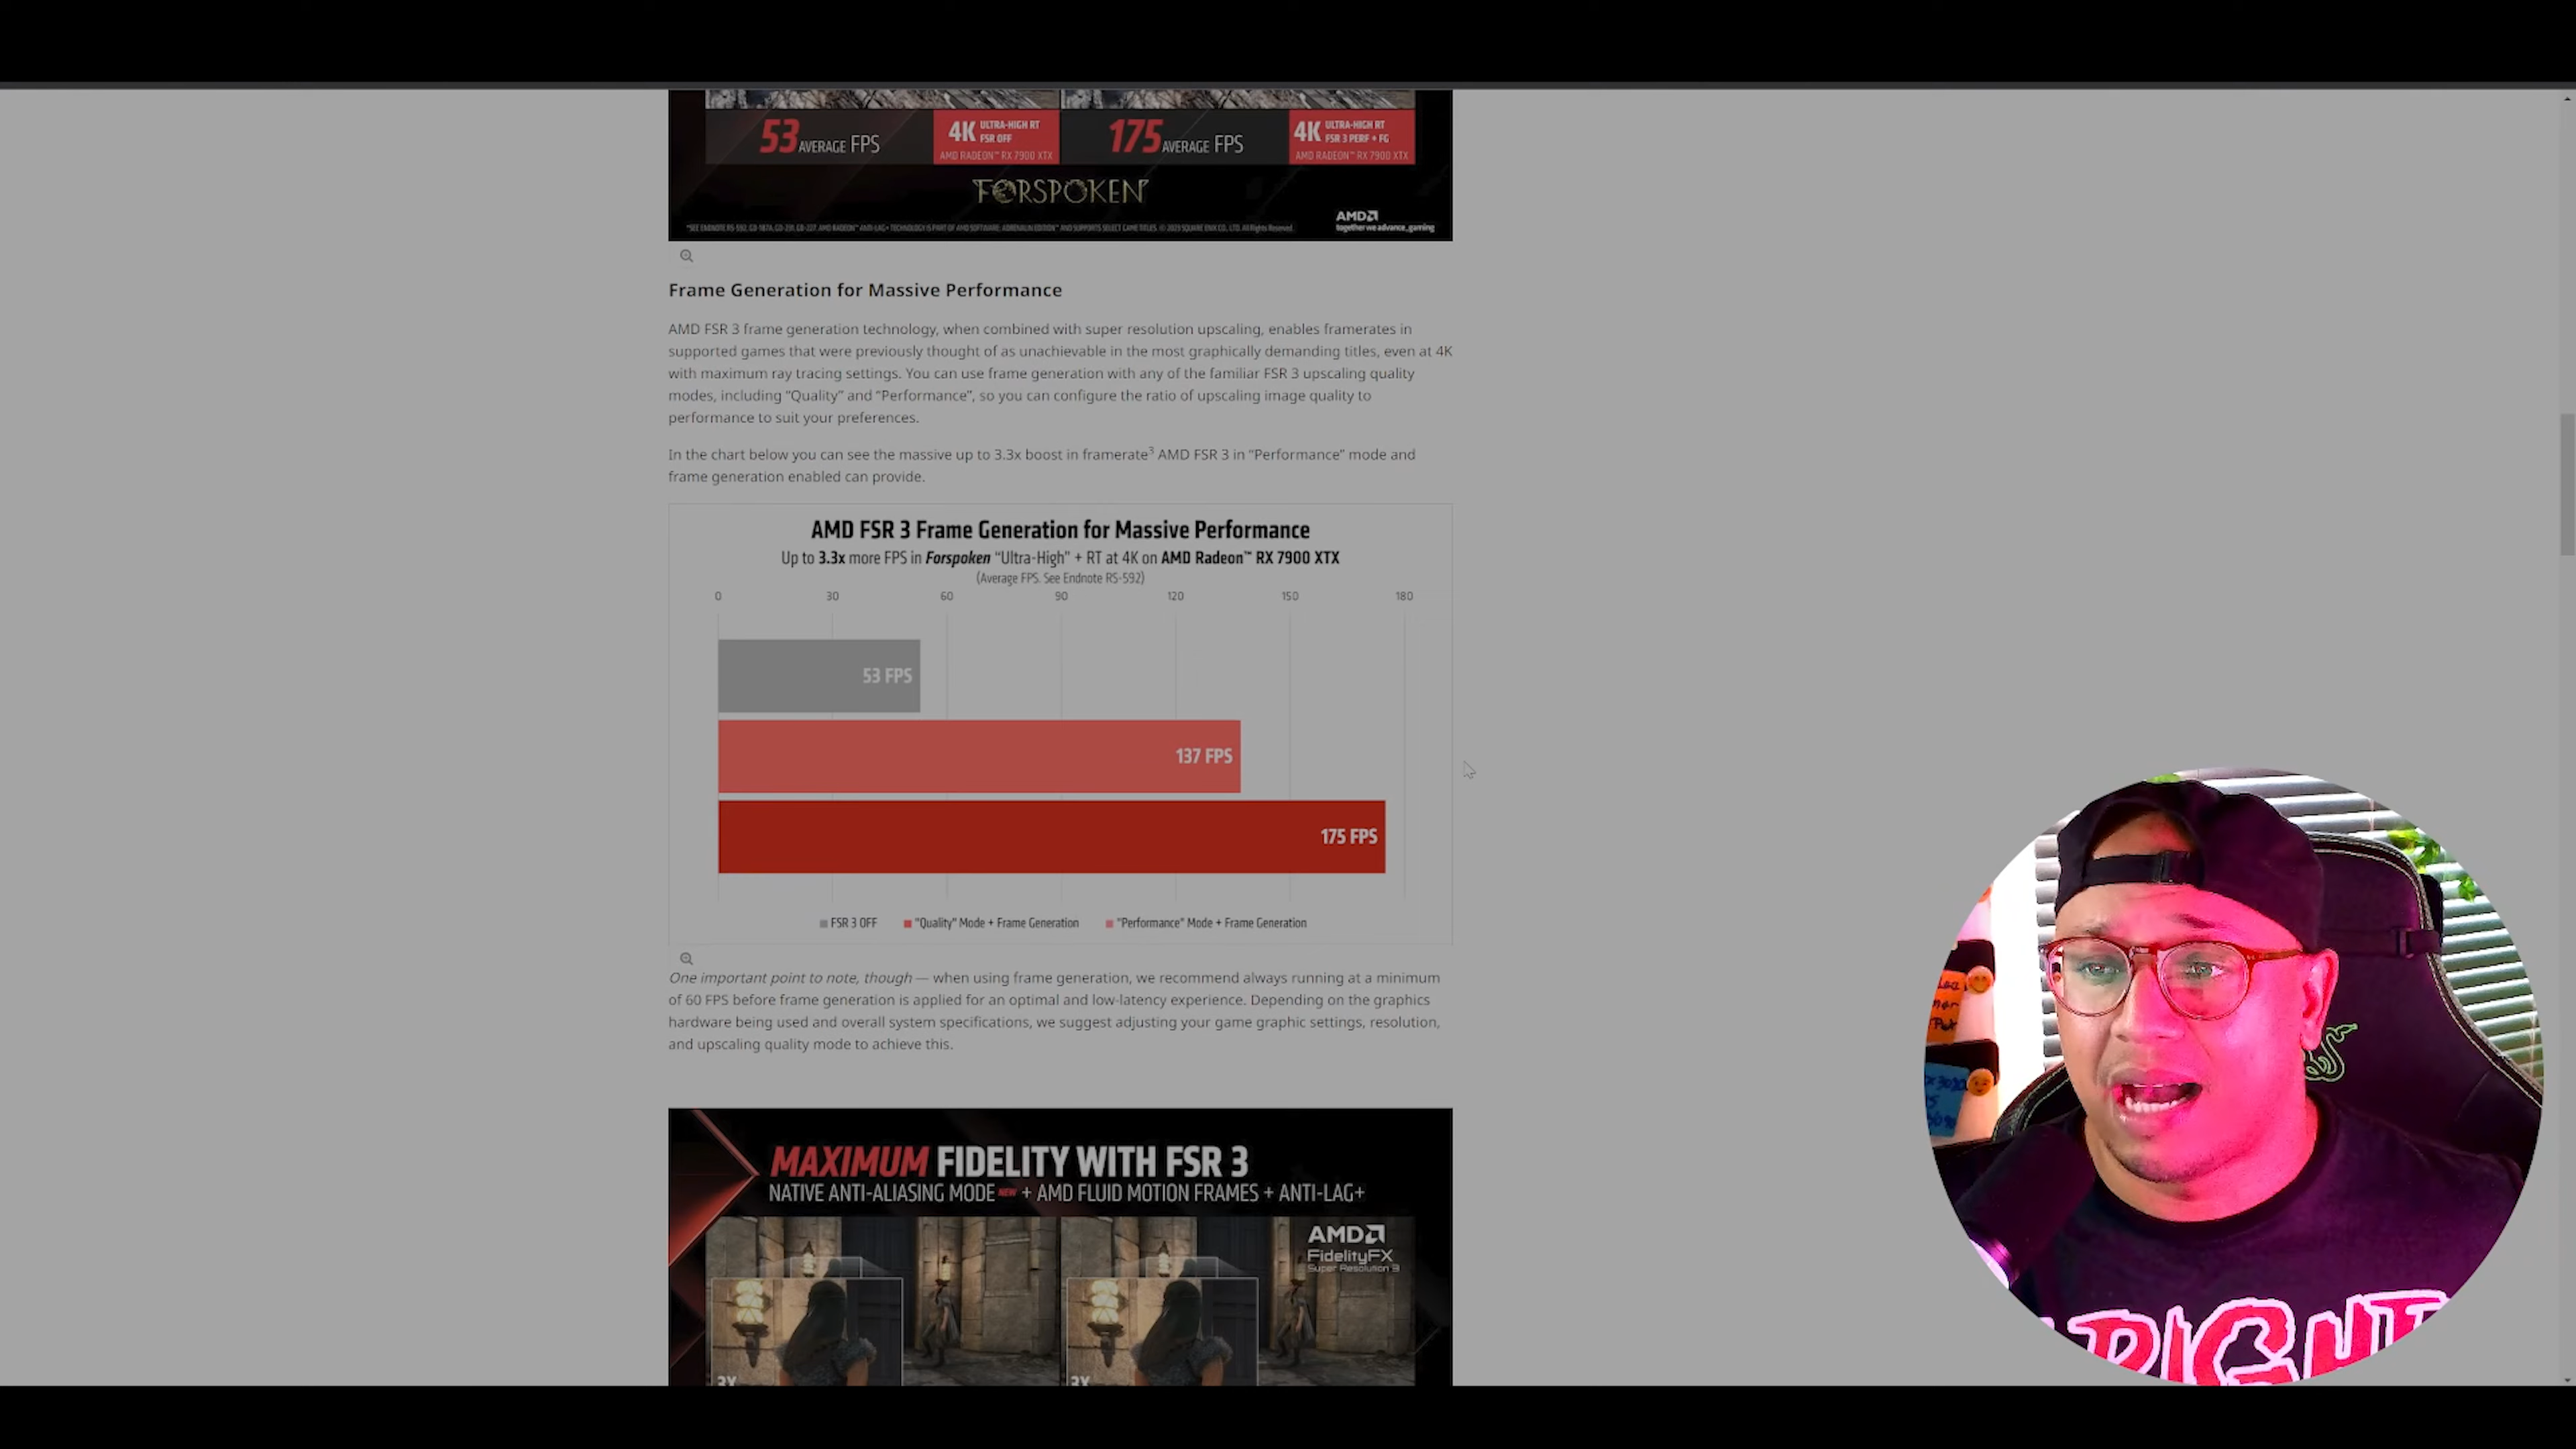 53 AVERAGE FPS
4K ULTRA-HIGH RT
FSR OFF
AMD RADEON™ RX 7900 XTX
175 AVERAGE FPS
4K ULTRA-HIGH RT
FSR 3 PERF + FG
AMD RADEON™ RX 7900 XTX
FORSPOKEN
AMD
together we advance_gaming
Frame Generation for Massive Performance
AMD FSR 3 frame generation technology, when combined with super resolution upscaling, enables framerates in
supported games that were previously thought of as unachievable in the most graphically demanding titles, even at 4K
with maximum ray tracing settings. You can use frame generation with any of the familiar FSR 3 upscaling quality
modes, including “Quality” and “Performance”, so you can configure the ratio of upscaling image quality to
performance to suit your preferences.
In the chart below you can see the massive up to 3.3x boost in framerate³ AMD FSR 3 in “Performance” mode and
frame generation enabled can provide.
AMD FSR 3 Frame Generation for Massive Performance
Up to 3.3x more FPS in Forspoken “Ultra-High” + RT at 4K on AMD Radeon™ RX 7900 XTX
(Average FPS. See Endnote RS-592)
0 30 60 90 120 150 180
53 FPS
137 FPS
175 FPS
FSR 3 OFF "Quality" Mode + Frame Generation "Performance" Mode + Frame Generation
One important point to note, though — when using frame generation, we recommend always running at a minimum
of 60 FPS before frame generation is applied for an optimal and low-latency experience. Depending on the graphics
hardware being used and overall system specifications, we suggest adjusting your game graphic settings, resolution,
and upscaling quality mode to achieve this.
MAXIMUM FIDELITY WITH FSR 3
NATIVE ANTI-ALIASING MODE NEW + AMD FLUID MOTION FRAMES + ANTI-LAG+
AMD
FidelityFX
Super Resolution 3
3X 3X